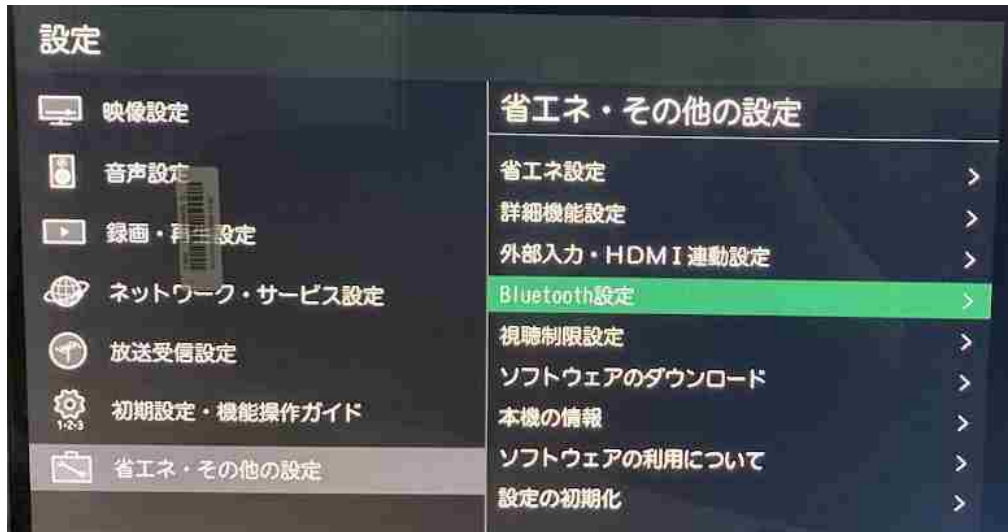 設定
映像設定
音声設定
録画・再生設定
ネットワーク・サービス設定
放送受信設定
1・2・3
初期設定・機能操作ガイド
省エネ・その他の設定
省エネ・その他の設定
省エネ設定
詳細機能設定
外部入力・HDMI連動設定
Bluetooth設定
視聴制限設定
ソフトウェアのダウンロード
本機の情報
ソフトウェアの利用について
設定の初期化